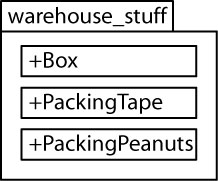 warehouse_stuff
+Box
+PackingTape
+PackingPeanuts